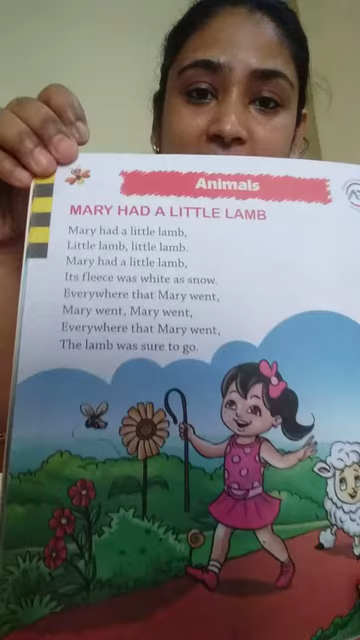 Animals
MARY HAD A LITTLE LAMB
Mary had a little lamb,
Little lamb, little lamb.
Mary had a little lamb,
Its fleece was white as snow.
Everywhere that Mary went,
Mary went, Mary went,
Everywhere that Mary went,
The lamb was sure to go.